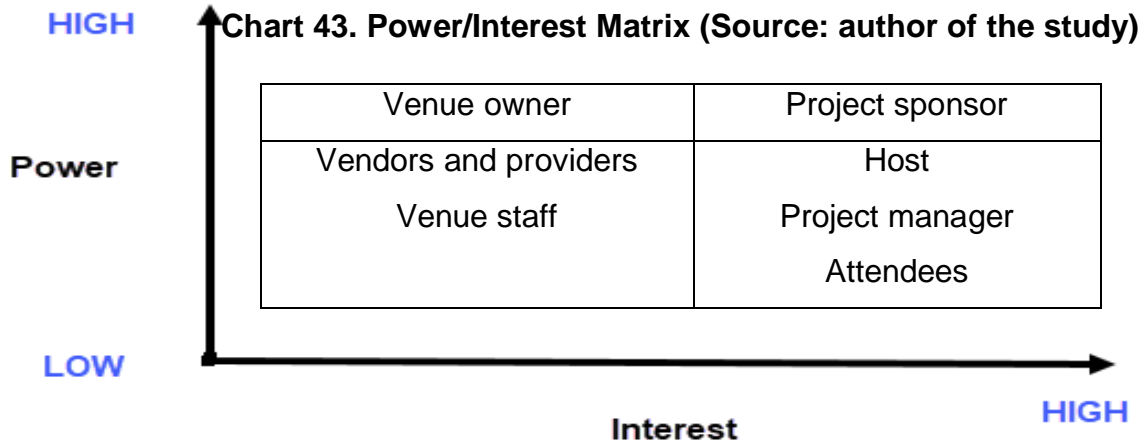 HIGH
Chart 43. Power/Interest Matrix (Source: author of the study)
Venue owner
Project sponsor
Power
Vendors and providers
Venue staff
Host
Project manager
Attendees
LOW
HIGH
Interest